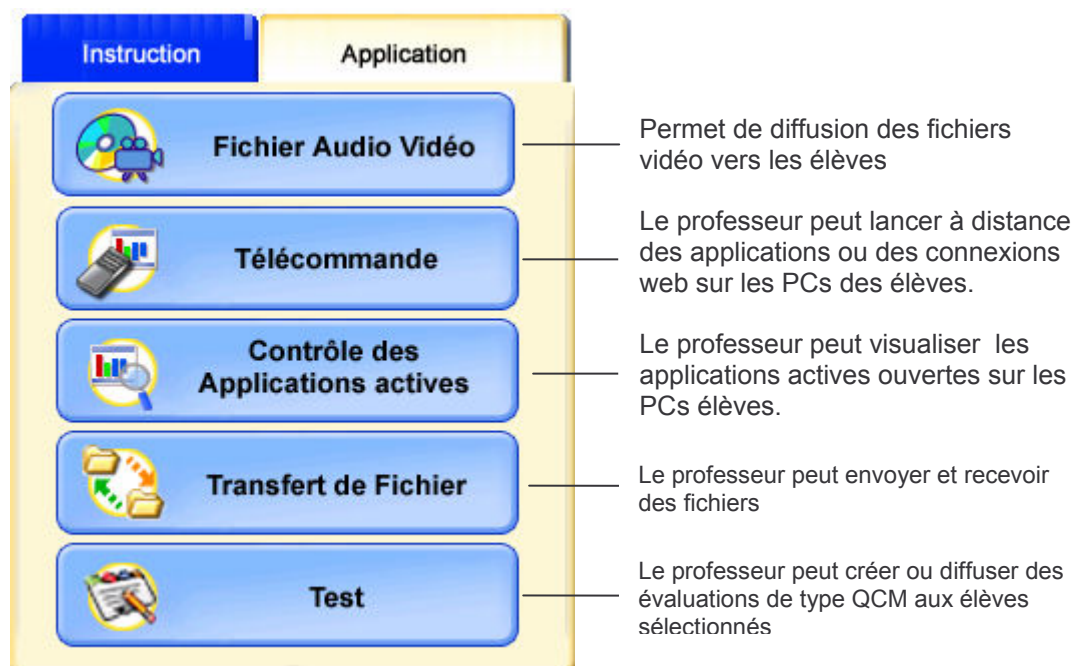 Instruction
Application
Fichier Audio Vidéo
Permet de diffusion des fichiers
vidéo vers les élèves
Télécommande
Le professeur peut lancer à distance
des applications ou des connexions
web sur les PCs des élèves.
Contrôle des
Applications actives
Le professeur peut visualiser les
applications actives ouvertes sur les
PCs élèves.
Transfert de Fichier
Le professeur peut envoyer et recevoir
des fichiers
Test
Le professeur peut créer ou diffuser des
évaluations de type QCM aux élèves
sélectionnés